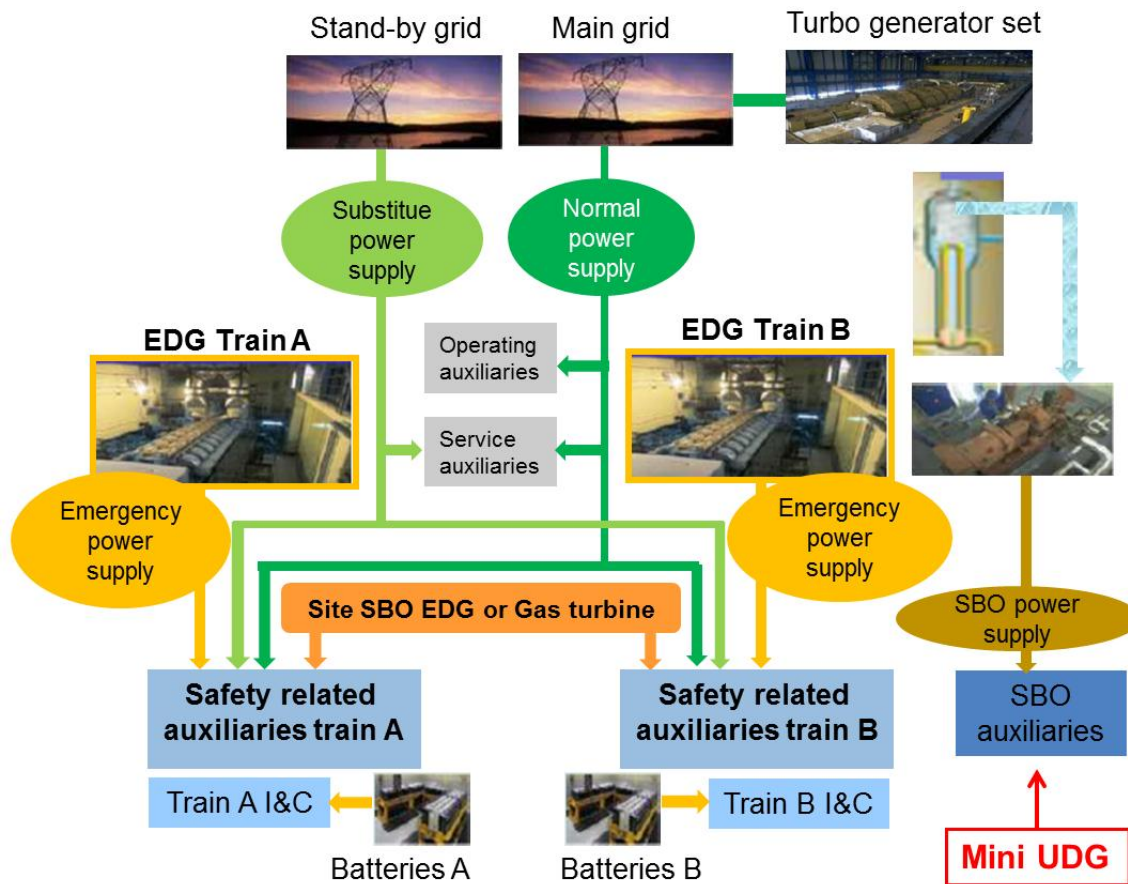 Stand-by grid
Main grid
Turbo generator set
Substitue
power
supply
Normal
power
supply
EDG Train A
EDG Train B
Operating
auxiliaries
Service
auxiliaries
Emergency
power
supply
Emergency
power
supply
Site SBO EDG or Gas turbine
SBO power
supply
Safety related
auxiliaries train A
Safety related
auxiliaries train B
SBO
auxiliaries
Train A I&C
Train B I&C
Batteries A
Batteries B
Mini UDG